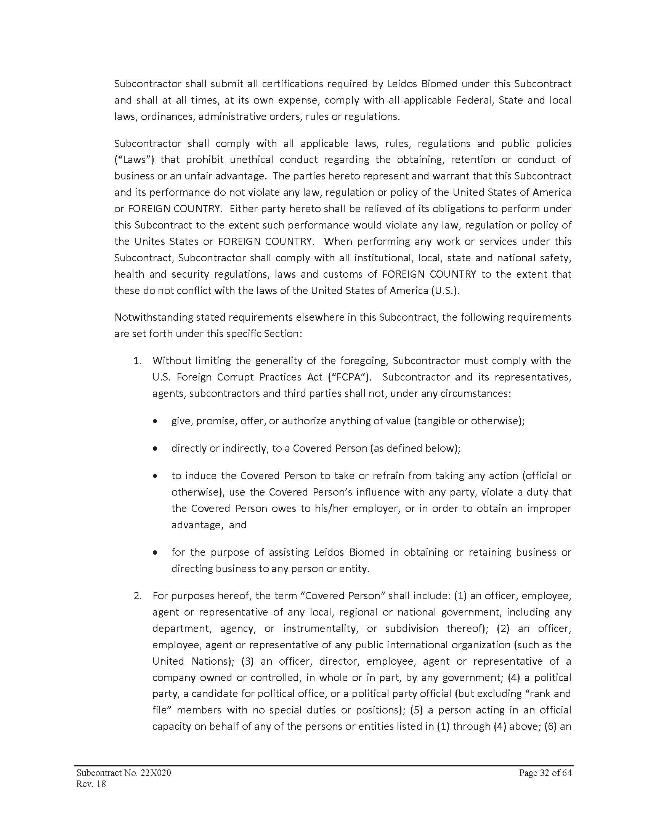 Subcontractor shall submit all certifications required by Leidos Biomed under this Subcontract
and shall at all times, at its own expense, comply with all applicable Federal, State and local
laws, ordinances, administrative orders, rules or regulations.
Subcontractor shall comply with all applicable laws, rules, regulations and public policies
(“Laws”) that prohibit unethical conduct regarding the obtaining, retention or conduct of
business or an unfair advantage. The parties hereto represent and warrant that this Subcontract
and its performance do not violate any law, regulation or policy of the United States of America
or FOREIGN COUNTRY. Either party hereto shall be relieved of its obligations to perform under
this Subcontract to the extent such performance would violate any law, regulation or policy of
the Unites States or FOREIGN COUNTRY. When performing any work or services under this
Subcontract, Subcontractor shall comply with all institutional, local, state and national safety,
health and security regulations, laws and customs of FOREIGN COUNTRY to the extent that
these do not conflict with the laws of the United States of America (U.S.).
Notwithstanding stated requirements elsewhere in this Subcontract, the following requirements
are set forth under this specific Section:
1. Without limiting the generality of the foregoing, Subcontractor must comply with the
U.S. Foreign Corrupt Practices Act (“FCPA”). Subcontractor and its representatives,
agents, subcontractors and third parties shall not, under any circumstances:
• give, promise, offer, or authorize anything of value (tangible or otherwise);
• directly or indirectly, to a Covered Person (as defined below);
• to induce the Covered Person to take or refrain from taking any action (official or
otherwise), use the Covered Person’s influence with any party, violate a duty that
the Covered Person owes to his/her employer, or in order to obtain an improper
advantage, and
• for the purpose of assisting Leidos Biomed in obtaining or retaining business or
directing business to any person or entity.
2. For purposes hereof, the term “Covered Person” shall include: (1) an officer, employee,
agent or representative of any local, regional or national government, including any
department, agency, or instrumentality, or subdivision thereof); (2) an officer,
employee, agent or representative of any public international organization (such as the
United Nations); (3) an officer, director, employee, agent or representative of a
company owned or controlled, in whole or in part, by any government; (4) a political
party, a candidate for political office, or a political party official (but excluding “rank and
file” members with no special duties or positions); (5) a person acting in an official
capacity on behalf of any of the persons or entities listed in (1) through (4) above; (6) an
Subcontract No. 22X020 Page 32 of 64
Rev. 18